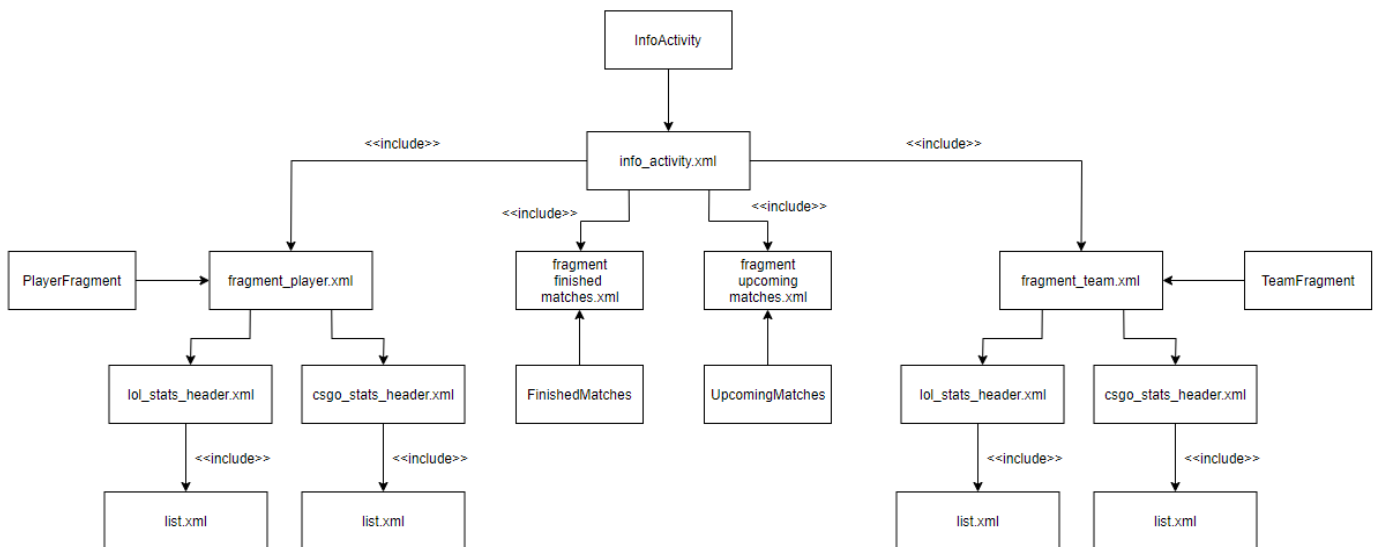 InfoActivity
<<include>>
info_activity.xml
<<include>>
<<include>>
<<include>>
PlayerFragment
fragment_player.xml
fragment
finished
matches.xml
fragment
upcoming
matches.xml
fragment_team.xml
TeamFragment
lol_stats_header.xml
csgo_stats_header.xml
FinishedMatches
UpcomingMatches
lol_stats_header.xml
csgo_stats_header.xml
<<include>>
<<include>>
<<include>>
<<include>>
list.xml
list.xml
list.xml
list.xml